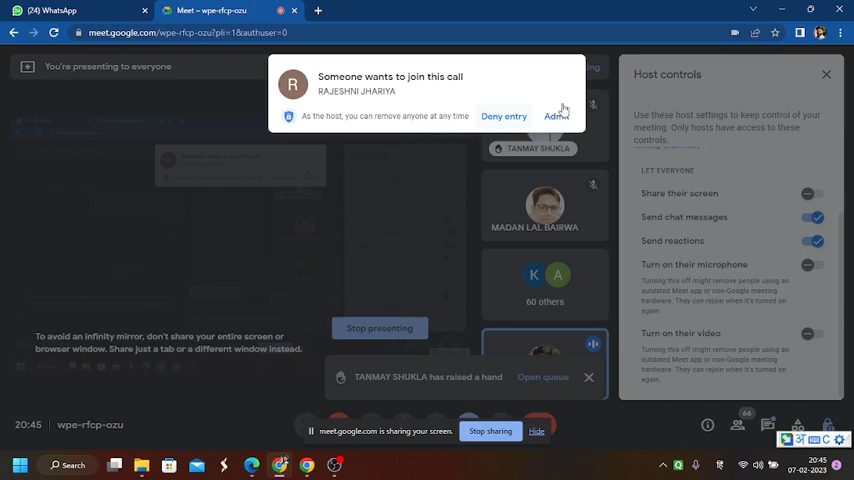 (24) WhatsApp
Meet – wpe-rfcp-ozu
meet.google.com/wpe-rfcp-ozu?pli=1&authuser=0
You're presenting to everyone
Someone wants to join this call
R
RAJESHNI JHARIYA
As the host, you can remove anyone at any time
Deny entry
Admit
TANMAY SHUKLA
MADAN LAL BAIRWA
K
A
60 others
Stop presenting
To avoid an infinity mirror, don't share your entire screen or
browser window. Share just a tab or a different window instead.
TANMAY SHUKLA has raised a hand
Open queue
Host controls
Use these host settings to keep control of your
meeting. Only hosts have access to these
controls.
LET EVERYONE
Share their screen
Send chat messages
Send reactions
Turn on their microphone
Turning this off might remove people using an
outdated Meet app or non-Google meeting
hardware. They can rejoin when it's turned on
again.
Turn on their video
Turning this off might remove people using an
outdated Meet app or non-Google meeting
hardware. They can rejoin when it's turned on
again.
20:45
wpe-rfcp-ozu
66
meet.google.com is sharing your screen.
Stop sharing
Hide
अ
Search
20:45
07-02-2023
2